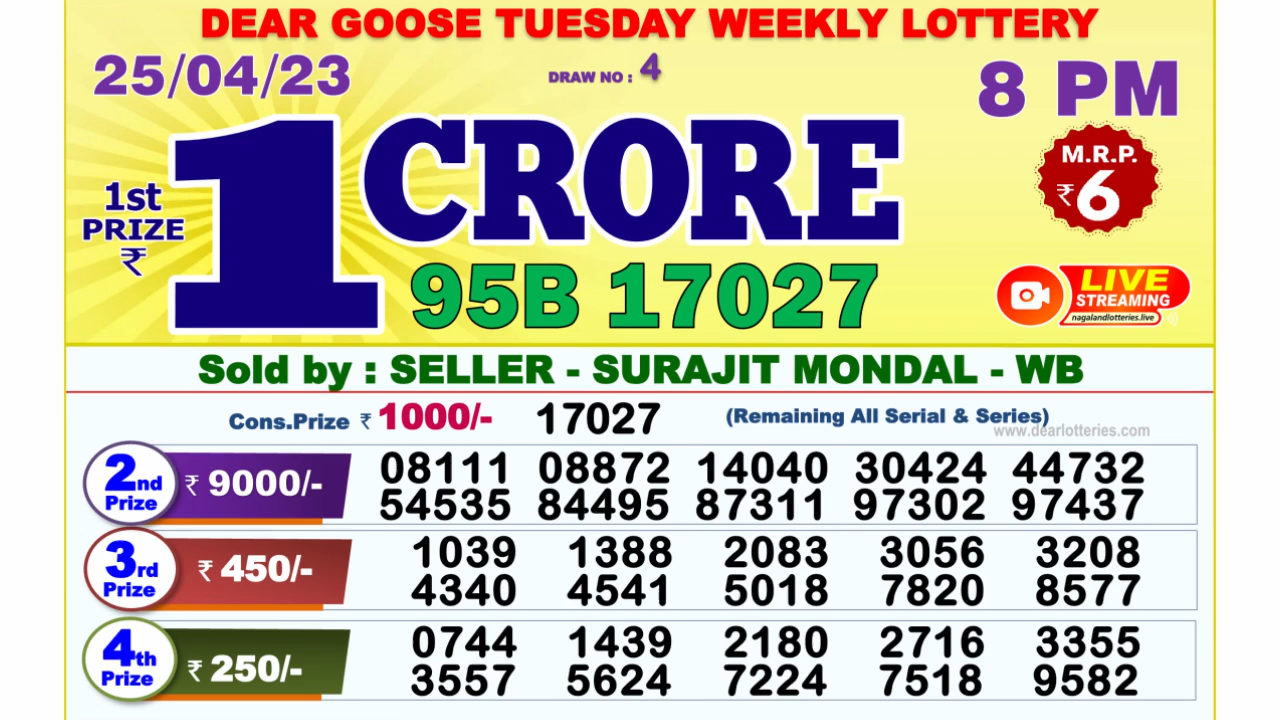 DEAR GOOSE TUESDAY WEEKLY LOTTERY
25/04/23 DRAW NO : 4 8 PM
1st PRIZE ₹ 1 CRORE
M.R.P. ₹ 6
95B 17027
LIVE STREAMING
nagalandlotteries.live
Sold by : SELLER - SURAJIT MONDAL - WB
Cons.Prize ₹ 1000/- 17027 (Remaining All Serial & Series)
www.dearlotteries.com
2nd Prize ₹ 9000/-
08111 08872 14040 30424 44732
54535 84495 87311 97302 97437
3rd Prize ₹ 450/-
1039 1388 2083 3056 3208
4340 4541 5018 7820 8577
4th Prize ₹ 250/-
0744 1439 2180 2716 3355
3557 5624 7224 7518 9582